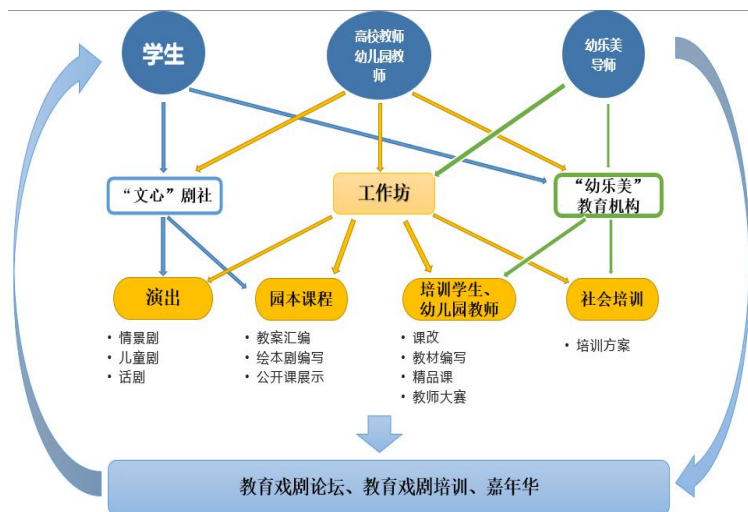 学生
高校教师
幼儿园教
师
幼乐美
导师
“文心”剧社
工作坊
“幼乐美”
教育机构
演出
园本课程
培训学生、
幼儿园教师
社会培训
• 情景剧
• 儿童剧
• 话剧
• 教案汇编
• 绘本剧编写
• 公开课展示
• 课改
• 教材编写
• 精品课
• 教师大赛
• 培训方案
教育戏剧论坛、教育戏剧培训、嘉年华